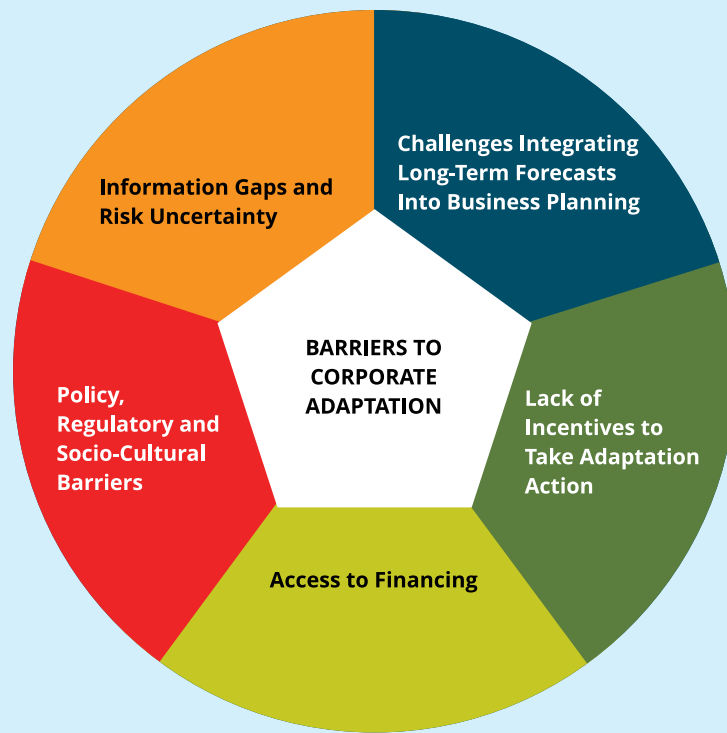 Information Gaps and
Risk Uncertainty
Challenges Integrating
Long-Term Forecasts
Into Business Planning
BARRIERS TO
CORPORATE
ADAPTATION
Policy,
Regulatory and
Socio-Cultural
Barriers
Lack of
Incentives to
Take Adaptation
Action
Access to Financing